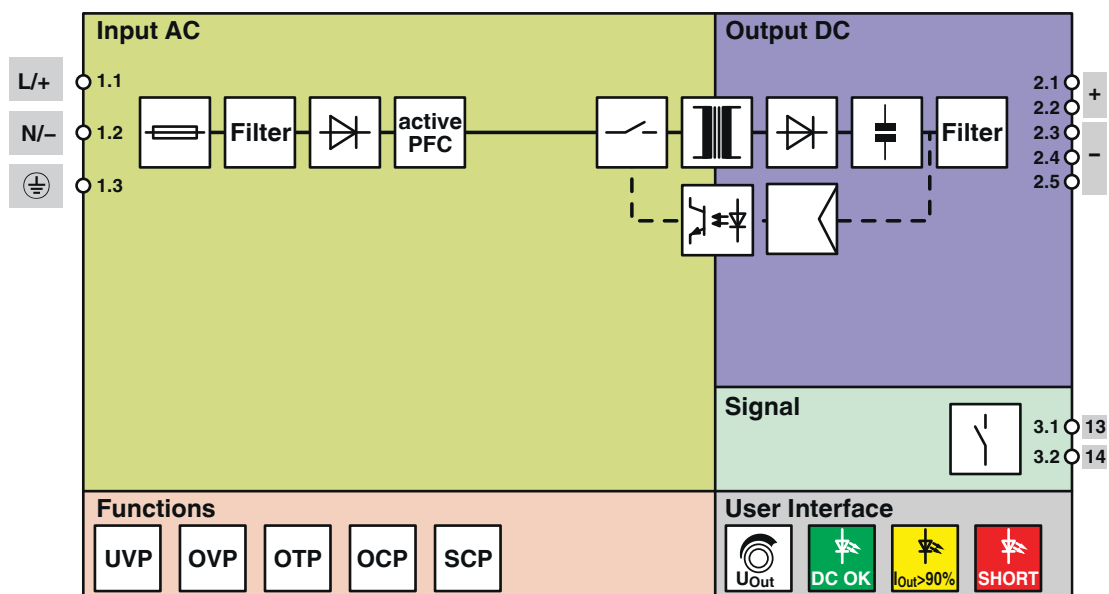 Input AC
Output DC
L/+
1.1
N/–
1.2
1.3
Filter
active
PFC
Filter
2.1
2.2
2.3
2.4
2.5
+
–
Signal
3.1
13
3.2
14
Functions
UVP
OVP
OTP
OCP
SCP
User Interface
UOut
DC OK
IOut>90%
SHORT